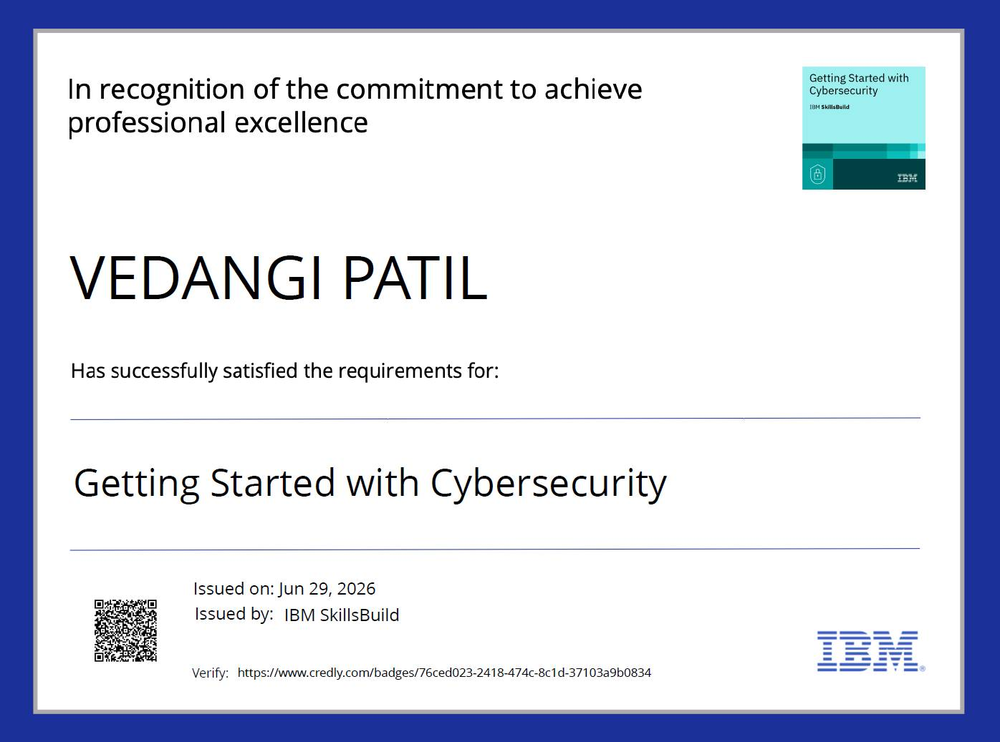 In recognition of the commitment to achieve
professional excellence
Getting Started with
Cybersecurity
IBM SkillsBuild
IBM
VEDANGI PATIL
Has successfully satisfied the requirements for:
Getting Started with Cybersecurity
Issued on: Jun 29, 2026
Issued by: IBM SkillsBuild
Verify: https://www.credly.com/badges/76ced023-2418-474c-8c1d-37103a9b0834
IBM®